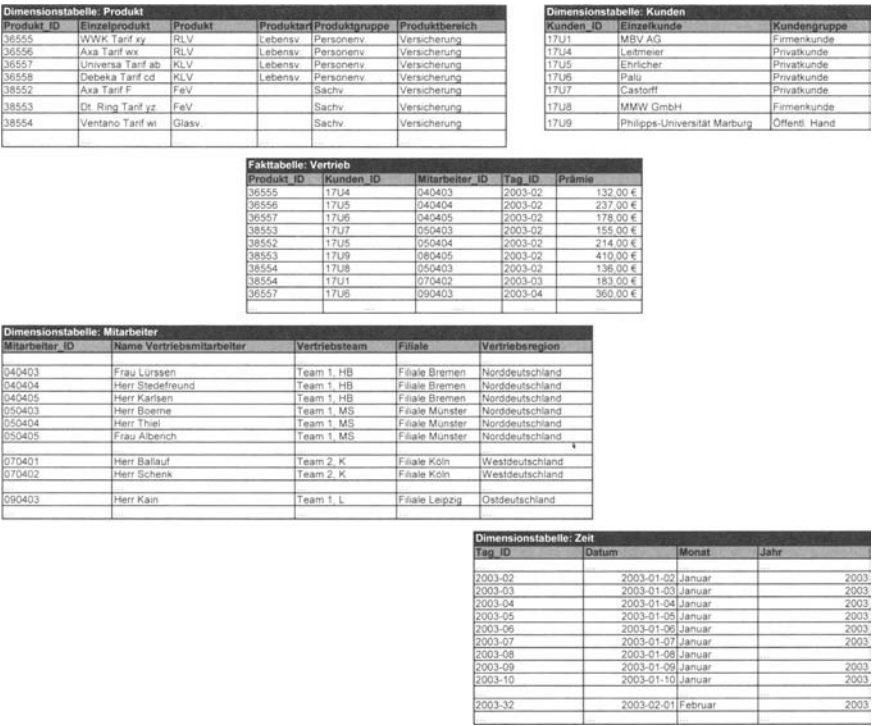 Dimensionstabelle: Produkt
Produkt_ID Einzelprodukt Produkt Produktart Produktgruppe Produktbereich
36555 WWK Tarif xy RLV Lebensv. Personenv. Versicherung
36556 Axa Tarif wx RLV Lebensv. Personenv. Versicherung
36557 Universa Tarif ab KLV Lebensv. Personenv. Versicherung
36558 Debeka Tarif cd KLV Lebensv. Personenv. Versicherung
38552 Axa Tarif F FeV Sachv. Versicherung
38553 Dt. Ring Tarif yz FeV Sachv. Versicherung
38554 Ventano Tarif wi Glasv. Sachv. Versicherung
Dimensionstabelle: Kunden
Kunden_ID Einzelkunde Kundengruppe
17U1 MBV AG Firmenkunde
17U4 Leitmeier Privatkunde
17U5 Ehrlicher Privatkunde
17U6 Palü Privatkunde
17U7 Castorff Privatkunde
17U8 MMW GmbH Firmenkunde
17U9 Philipps-Universität Marburg Öffentl. Hand
Fakttabelle: Vertrieb
Produkt_ID Kunden_ID Mitarbeiter_ID Tag_ID Prämie
36555 17U4 040403 2003-02 132,00 €
36556 17U5 040404 2003-02 237,00 €
36557 17U6 040405 2003-02 178,00 €
38553 17U7 050403 2003-02 155,00 €
38552 17U5 050404 2003-02 214,00 €
38553 17U9 080405 2003-02 410,00 €
38554 17U8 050403 2003-02 136,00 €
38554 17U1 070402 2003-03 183,00 €
36557 17U6 090403 2003-04 360,00 €
Dimensionstabelle: Mitarbeiter
Mitarbeiter_ID Name Vertriebsmitarbeiter Vertriebsteam Filiale Vertriebsregion
040403 Frau Lürssen Team 1, HB Filiale Bremen Norddeutschland
040404 Herr Stedefreund Team 1, HB Filiale Bremen Norddeutschland
040405 Herr Karlsen Team 1, HB Filiale Bremen Norddeutschland
050403 Herr Boerne Team 1, MS Filiale Münster Norddeutschland
050404 Herr Thiel Team 1, MS Filiale Münster Norddeutschland
050405 Frau Alberich Team 1, MS Filiale Münster Norddeutschland
070401 Herr Ballauf Team 2, K Filiale Köln Westdeutschland
070402 Herr Schenk Team 2, K Filiale Köln Westdeutschland
090403 Herr Kain Team 1, L Filiale Leipzig Ostdeutschland
Dimensionstabelle: Zeit
Tag_ID Datum Monat Jahr
2003-02 2003-01-02 Januar 2003
2003-03 2003-01-03 Januar 2003
2003-04 2003-01-04 Januar 2003
2003-05 2003-01-05 Januar 2003
2003-06 2003-01-06 Januar 2003
2003-07 2003-01-07 Januar 2003
2003-08 2003-01-08 Januar
2003-09 2003-01-09 Januar 2003
2003-10 2003-01-10 Januar 2003
2003-32 2003-02-01 Februar 2003